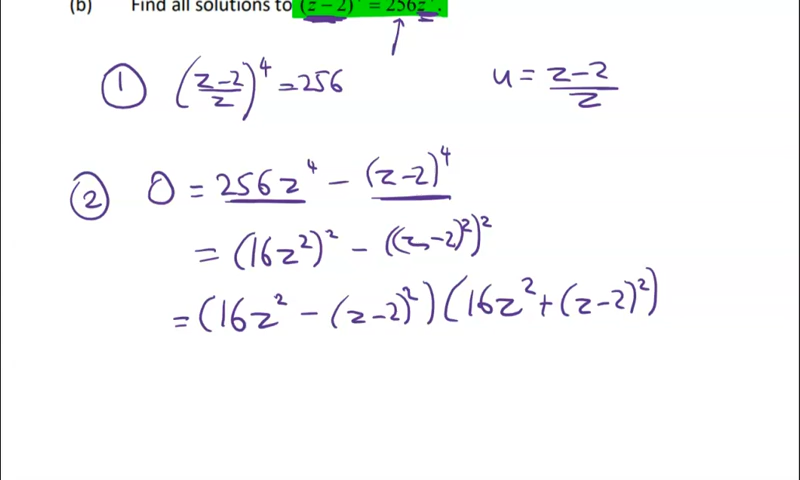 (b) Find all solutions to (z − 2)⁴ = 256z⁴.
① ((z−2)/z)⁴ = 256 u = (z−2)/z
② 0 = 256z⁴ − (z−2)⁴
= (16z²)² − ((z−2)²)²
= (16z² − (z−2)²)(16z² + (z−2)²)